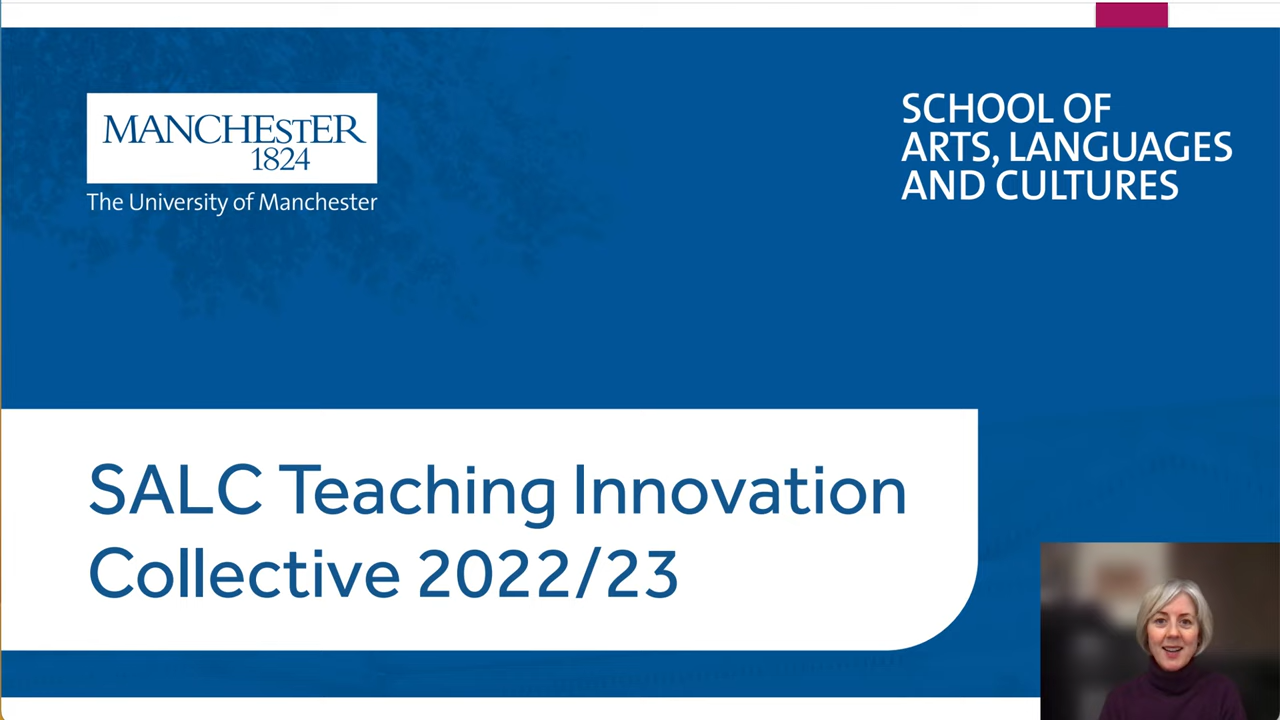 MANCHESTER
1824
The University of Manchester
SCHOOL OF
ARTS, LANGUAGES
AND CULTURES
SALC Teaching Innovation
Collective 2022/23